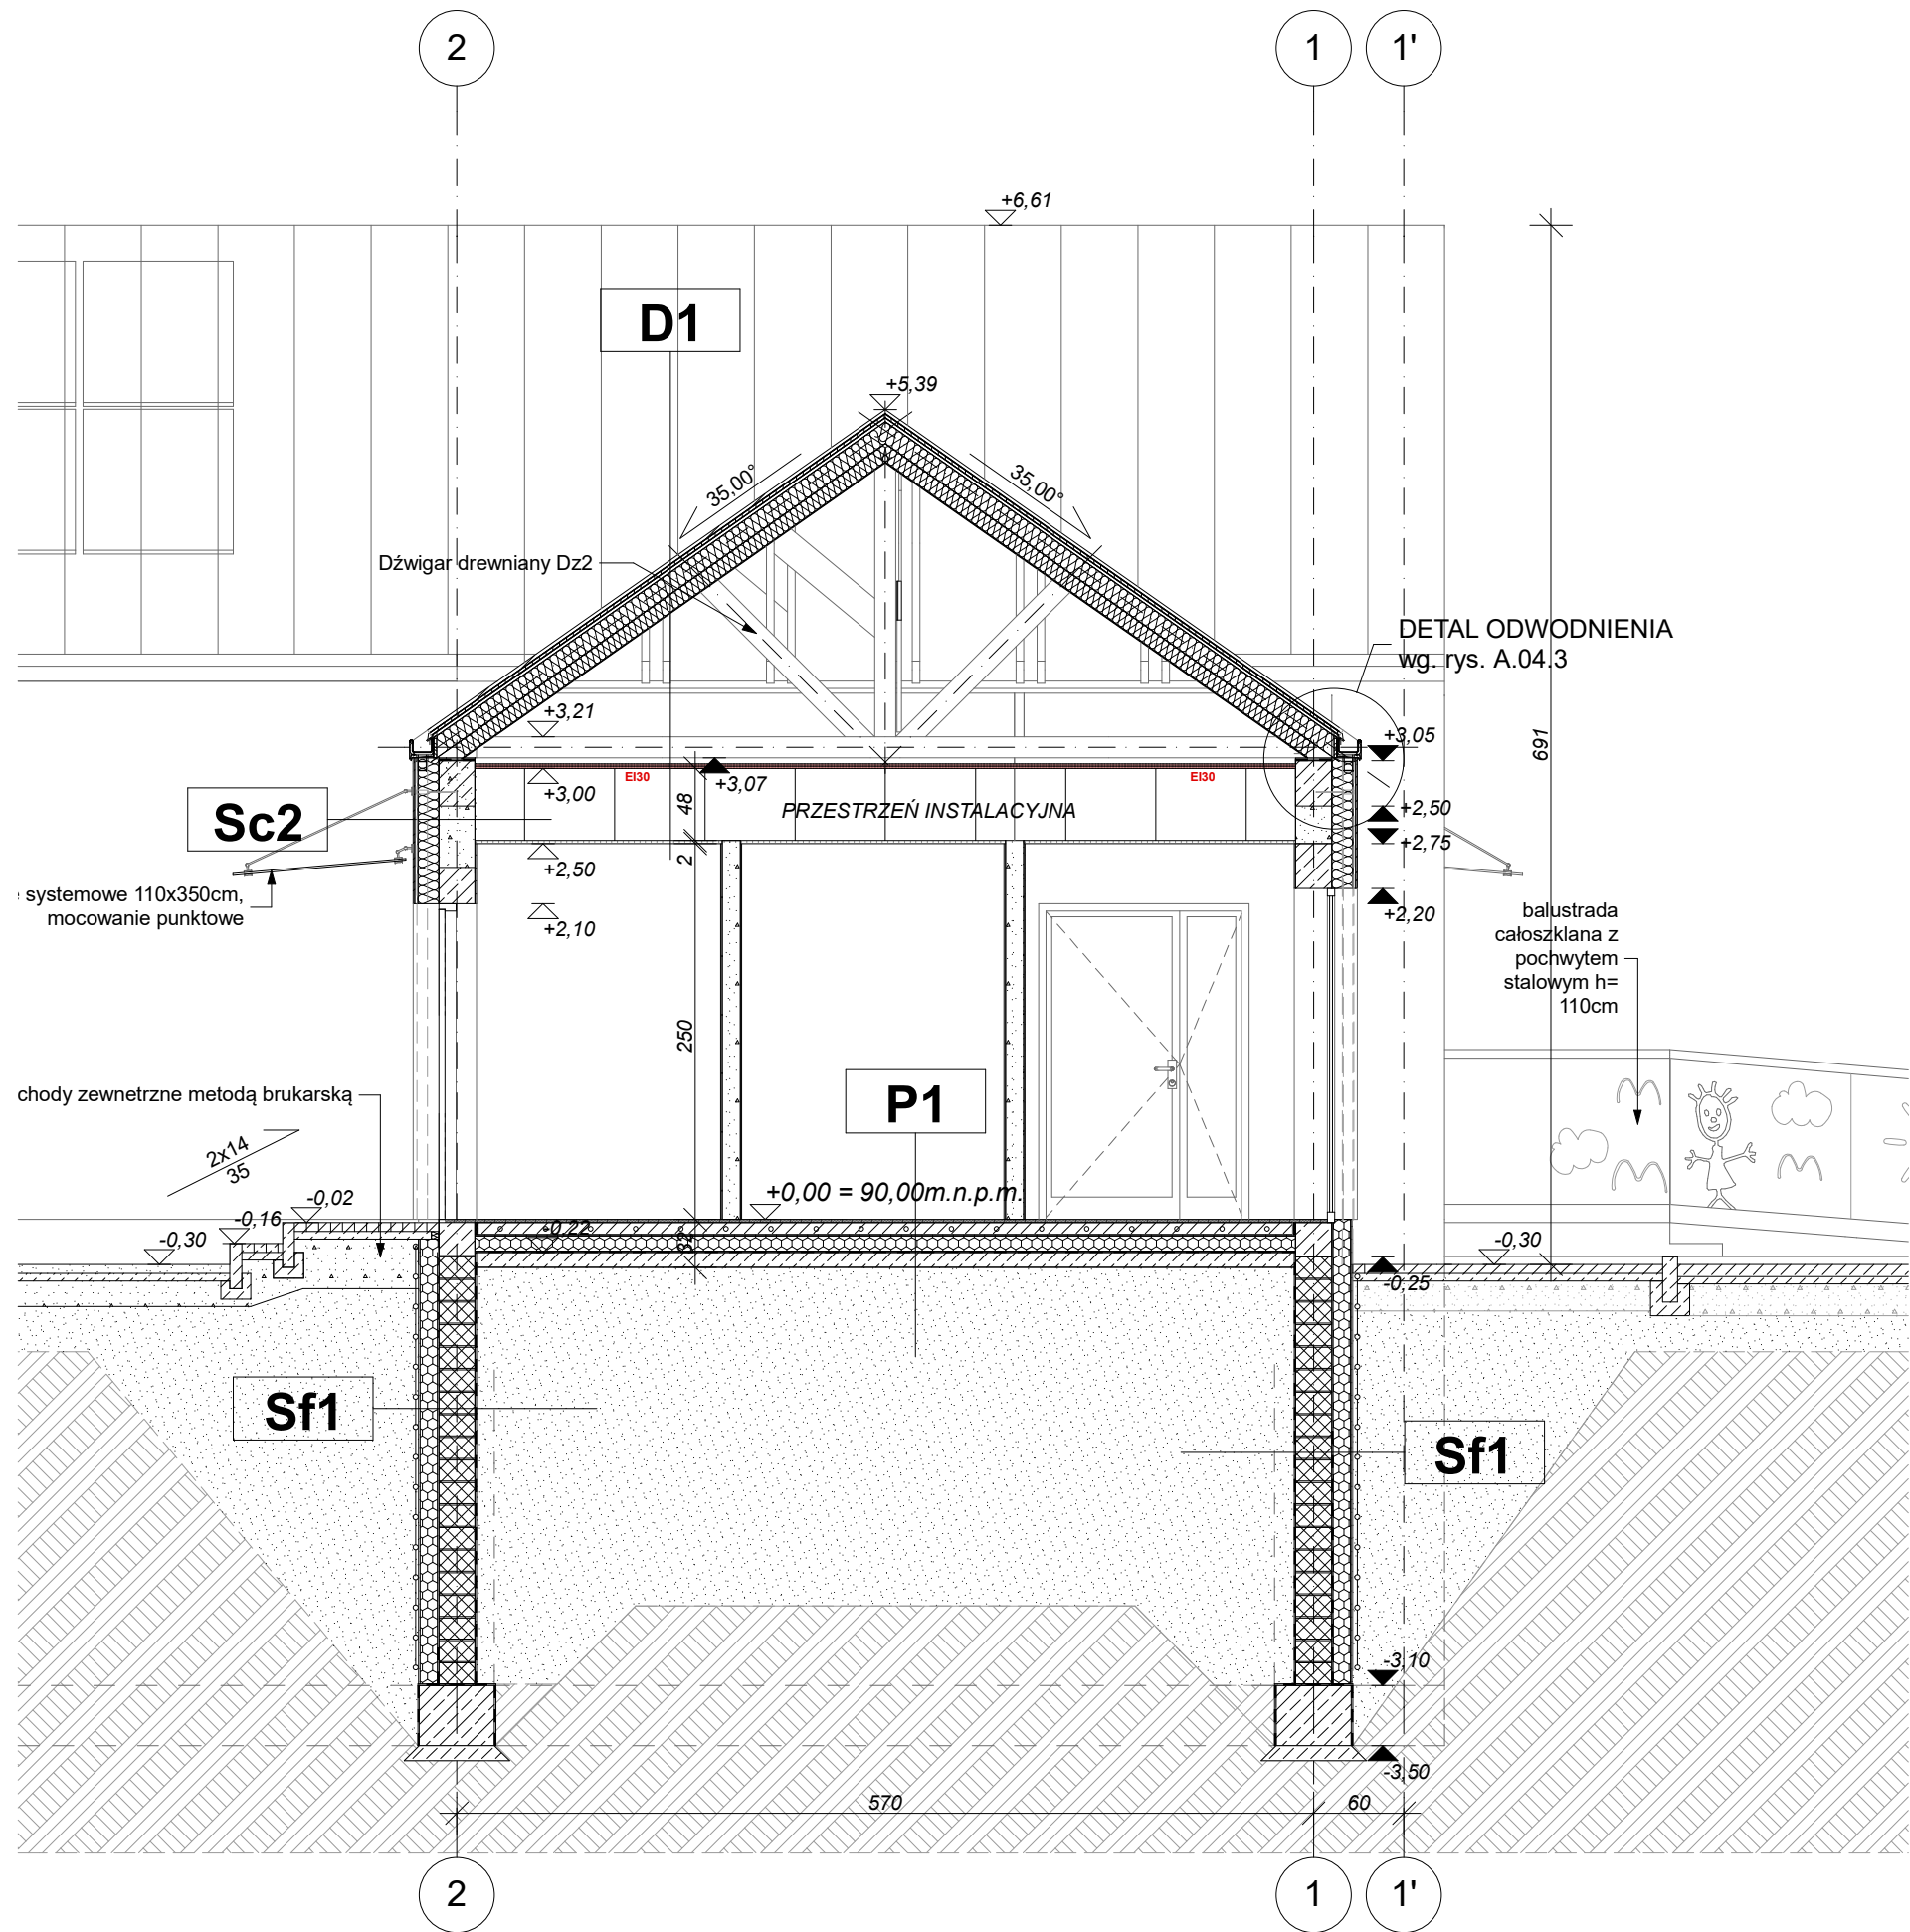 2
1
1'
+6,61
D1
+5,39
35,00°
35,00°
Dźwigar drewniany Dz2
DETAL ODWODNIENIA
wg. rys. A.04.3
691
+3,21
+3,05
EI30
EI30
+3,00
48
+3,07
PRZESTRZEŃ INSTALACYJNA
+2,50
Sc2
+2,75
2
+2,50
systemowe 110x350cm,
mocowanie punktowe
+2,10
+2,20
balustrada
całoszklana z
pochwytem
stalowym h=
110cm
250
P1
chody zewnetrzne metodą brukarską
2x14
35
+0,00 = 90,00m.n.p.m.
-0,02
-0,16
-0,30
-0,22
32
-0,30
-0,25
Sf1
Sf1
-3,10
-3,50
570
60
2
1
1'